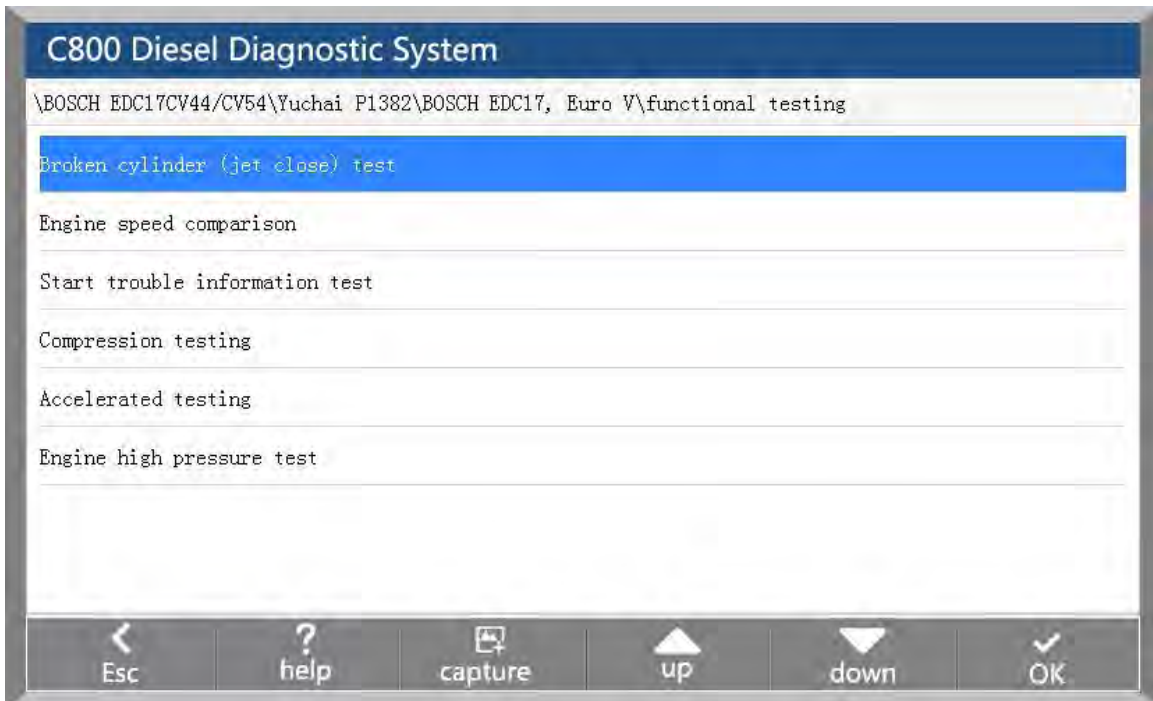 C800 Diesel Diagnostic System
\BOSCH EDC17CV44/CV54\Yuchai P1382\BOSCH EDC17, Euro V\functional testing
Broken cylinder (jet close) test
Engine speed comparison
Start trouble information test
Compression testing
Accelerated testing
Engine high pressure test
Esc
? help
capture
up
down
OK